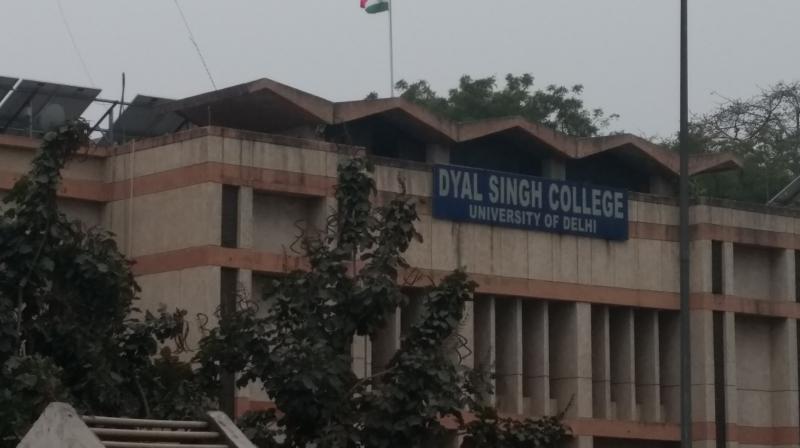 DYAL SINGH COLLEGE
UNIVERSITY OF DELHI